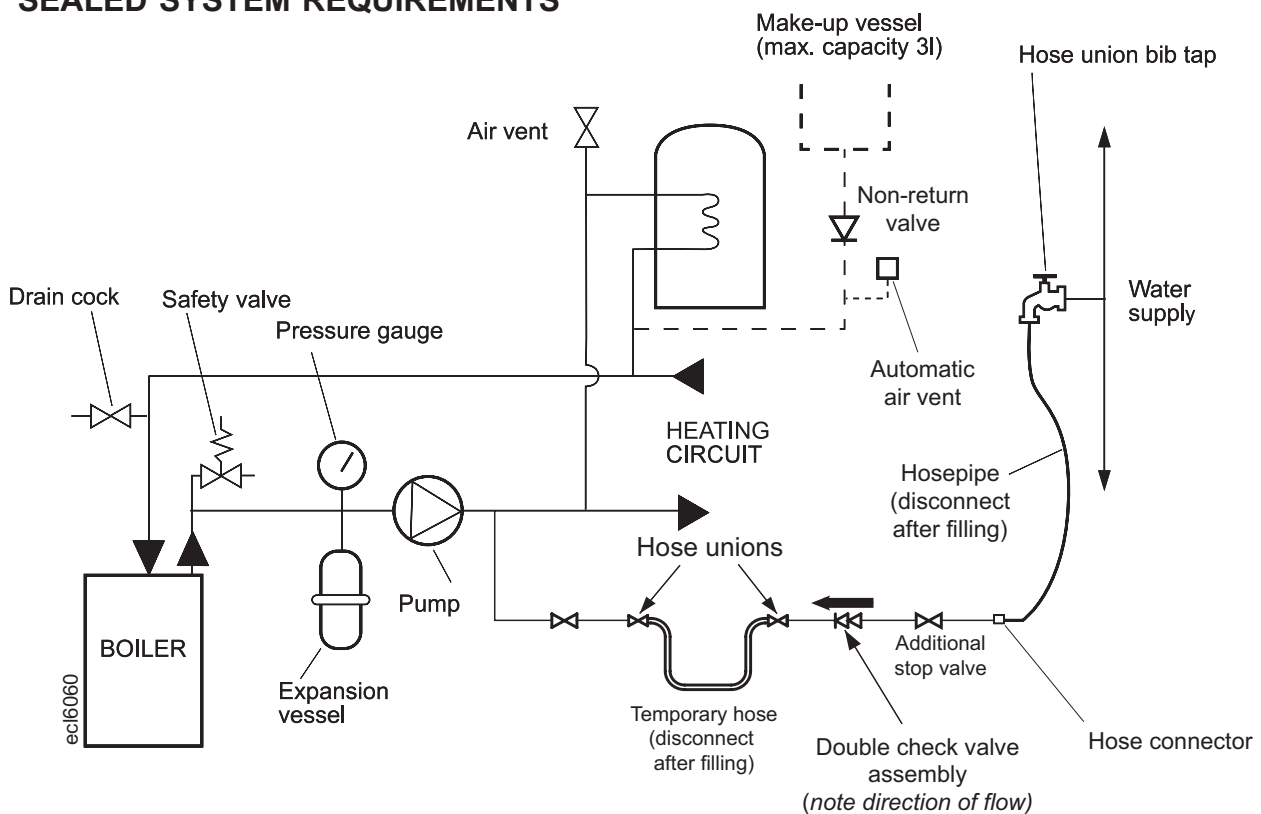 SEALED SYSTEM REQUIREMENTS
Make-up vessel
(max. capacity 3l)
Hose union bib tap
Air vent
Non-return
valve
Drain cock
Safety valve
Pressure gauge
Water
supply
Automatic
air vent
HEATING
CIRCUIT
Hosepipe
(disconnect
after filling)
Hose unions
Pump
BOILER
Additional
stop valve
Expansion
vessel
ecl6060
Temporary hose
(disconnect
after filling)
Double check valve
assembly
(note direction of flow)
Hose connector